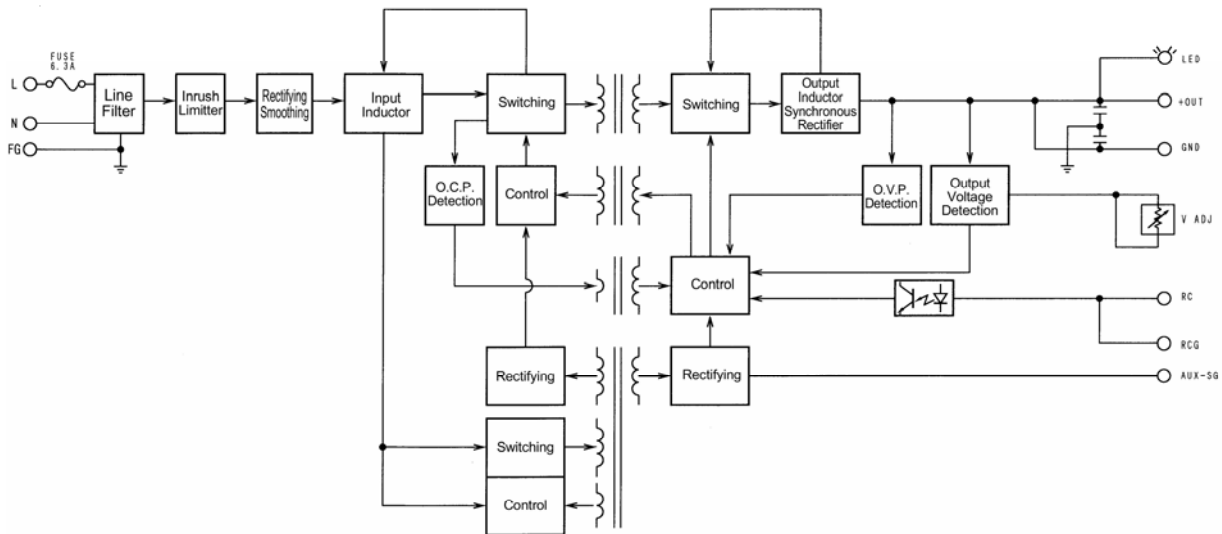 FUSE
6.3A
L
N
FG
Line
Filter
Inrush
Limitter
Rectifying
Smoothing
Input
Inductor
Switching
Switching
Output
Inductor
Synchronous
Rectifier
LED
+OUT
GND
O.C.P.
Detection
Control
O.V.P.
Detection
Output
Voltage
Detection
V ADJ
Control
RC
RCG
Rectifying
Rectifying
AUX-SG
Switching
Control